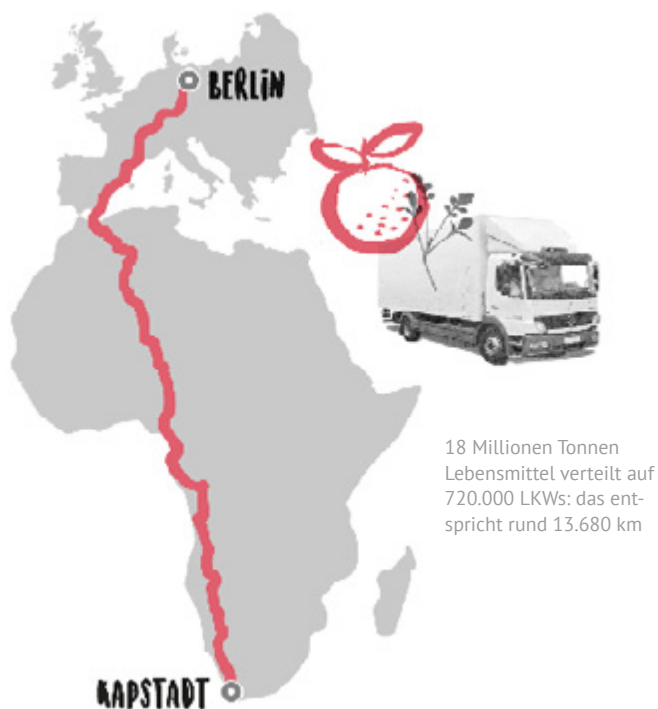 BERLIN
18 Millionen Tonnen
Lebensmittel verteilt auf
720.000 LKWs: das ent-
spricht rund 13.680 km
KAPSTADT